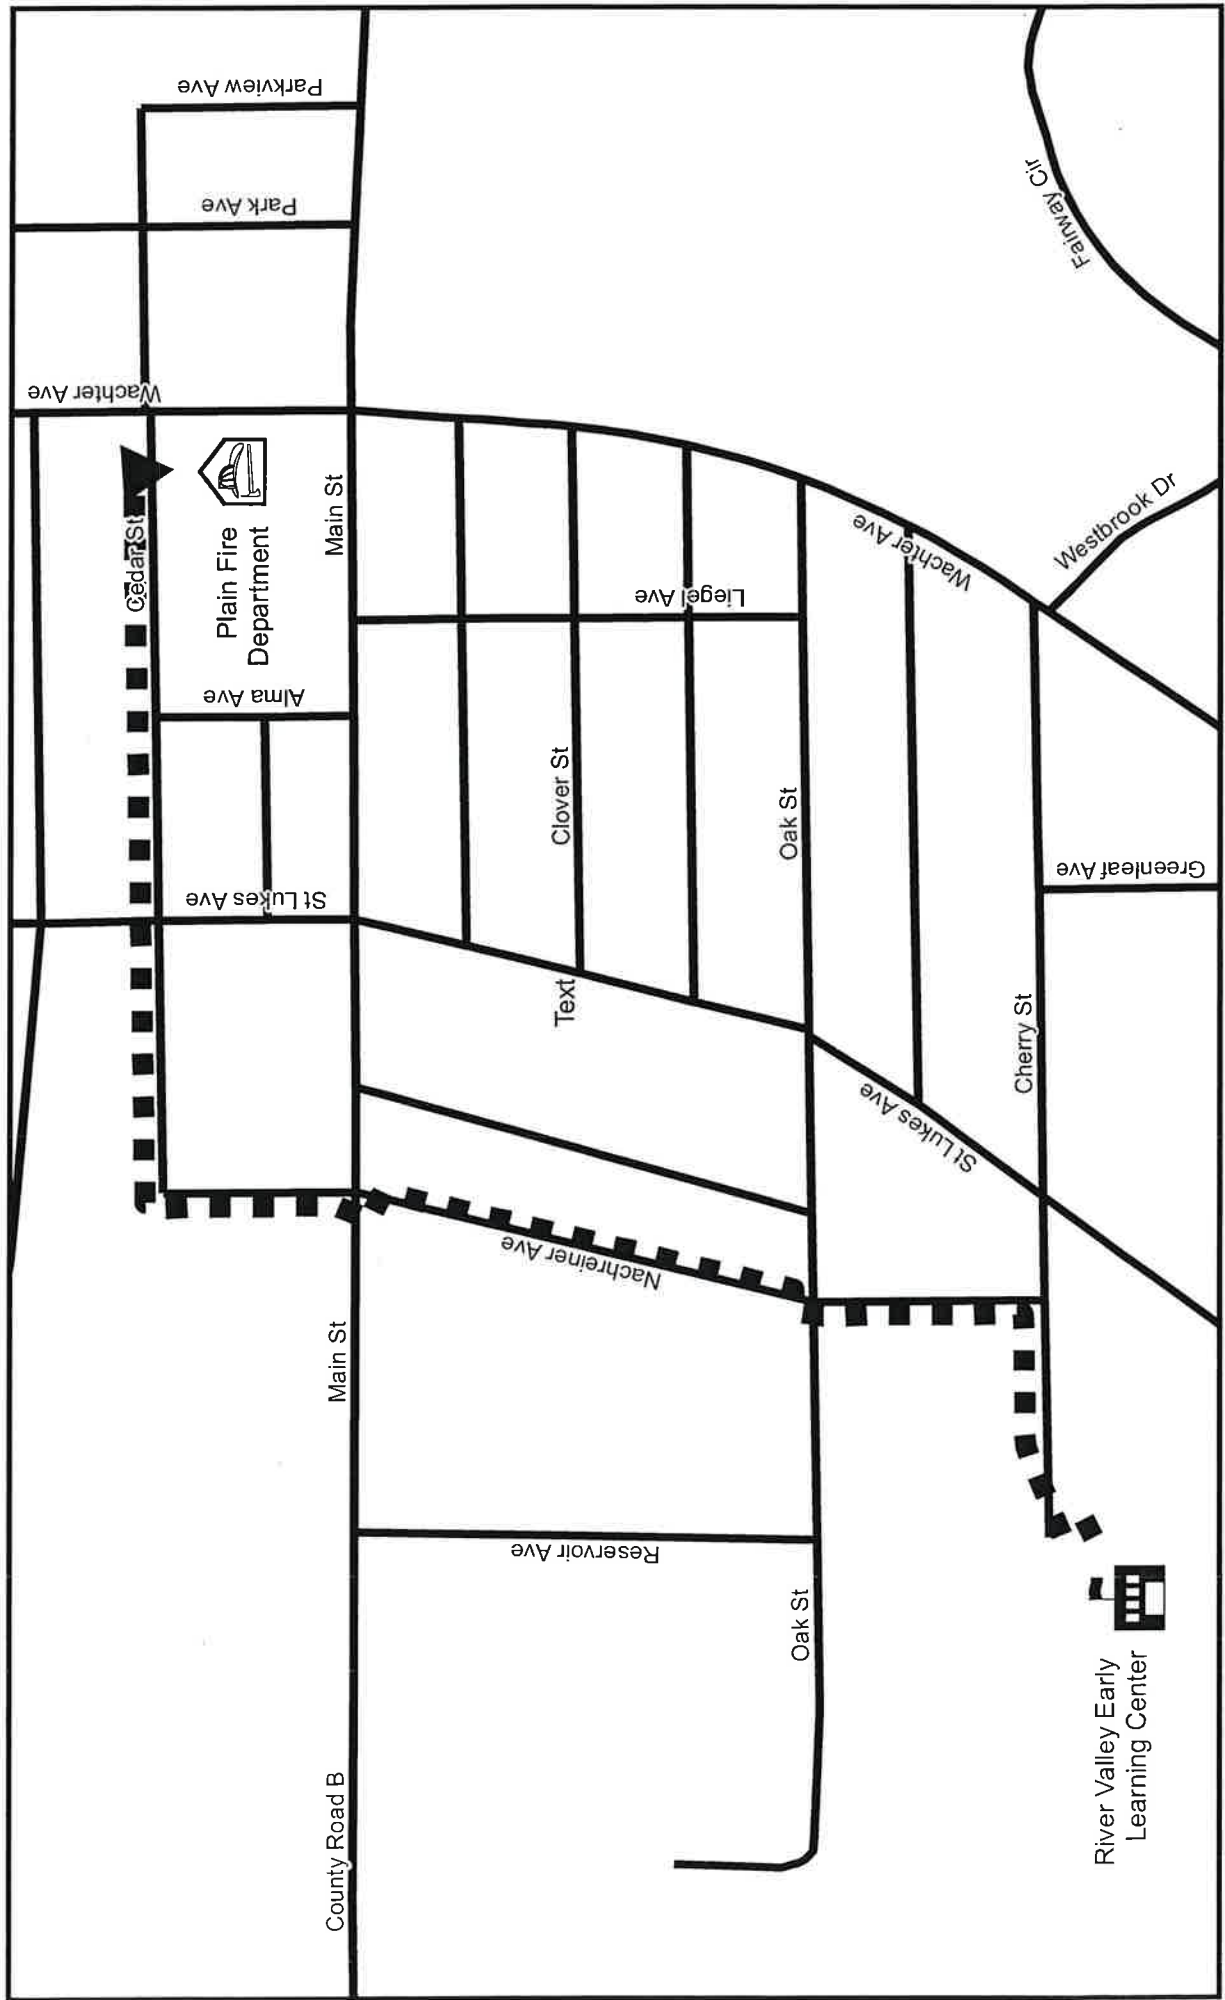 Parkview Ave
Park Ave
Wachter Ave
Cedar St
Plain Fire
Department
Main St
Alma Ave
St Lukes Ave
Liegel Ave
Clover St
Oak St
Text
Wachter Ave
Westbrook Dr
Fairway Cir
Greenleaf Ave
Cherry St
St Lukes Ave
Nachreiner Ave
Main St
Reservoir Ave
Oak St
County Road B
River Valley Early
Learning Center